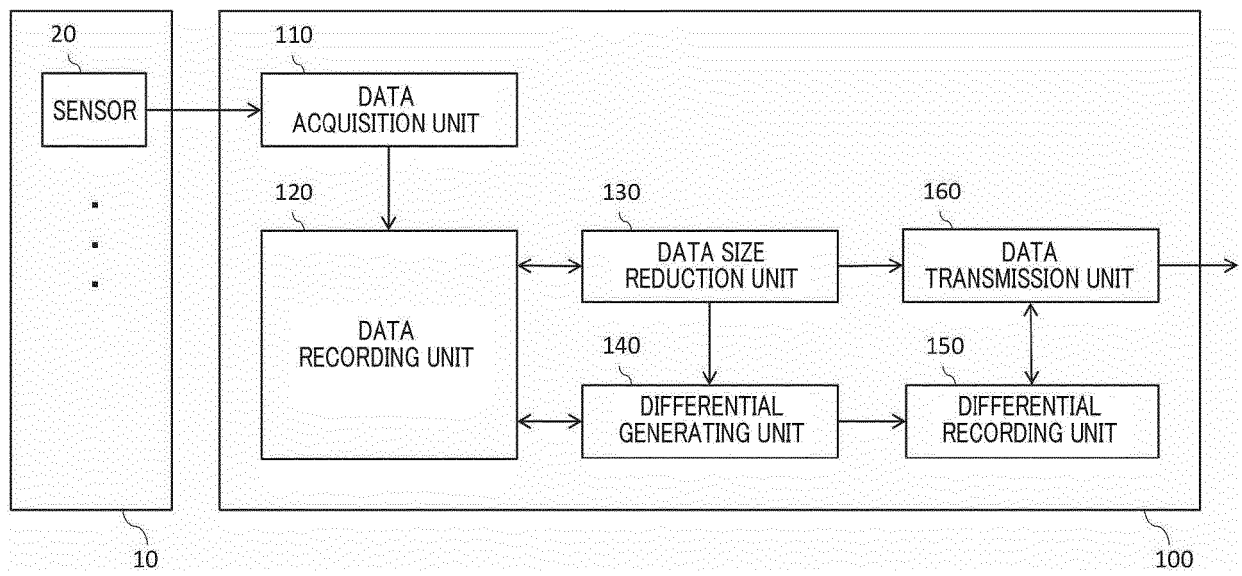 20
110
SENSOR
DATA
ACQUISITION UNIT
120
130
160
DATA SIZE
REDUCTION UNIT
DATA
TRANSMISSION UNIT
DATA
RECORDING UNIT
140
150
DIFFERENTIAL
GENERATING UNIT
DIFFERENTIAL
RECORDING UNIT
10
100